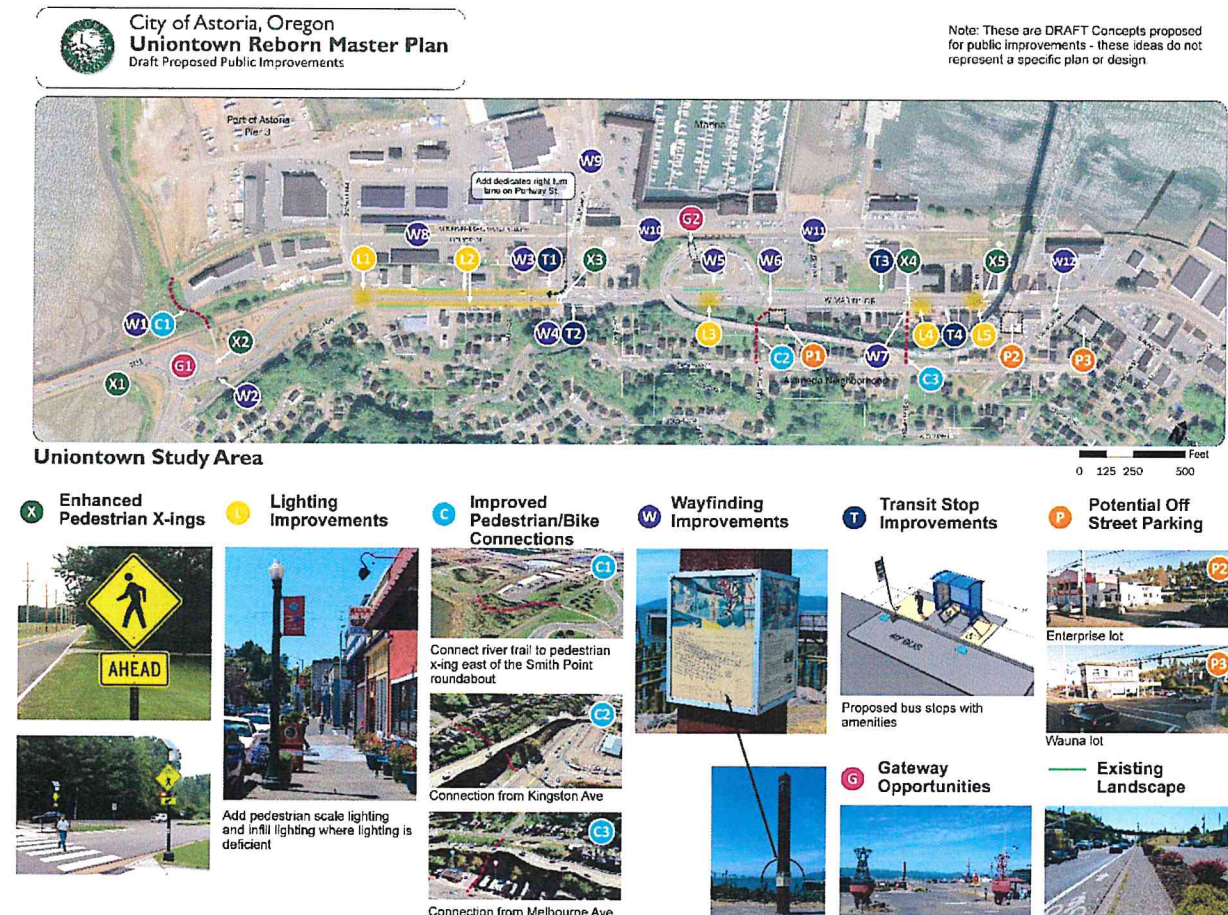 City of Astoria, Oregon
Uniontown Reborn Master Plan
Draft Proposed Public Improvements
Note: These are DRAFT Concepts proposed
for public improvements - these ideas do not
represent a specific plan or design.
Port of Astoria
Pier 3
Marina
Add dedicated right turn
lane on Portway St.
W9
W10
G2
W11
W8
L1
L2
W3
T1
X3
W5
W6
T3
X4
X5
W12
W MARINE DR
W1
C1
X2
G1
X1
W2
W4
T2
L3
C2
P1
W7
L4
T4
L5
P2
P3
C3
Alameda Neighborhood
Uniontown Study Area
Feet
0 125 250 500
X Enhanced
Pedestrian X-ings
AHEAD
L Lighting
Improvements
Add pedestrian scale lighting
and infill lighting where lighting is
deficient
C Improved
Pedestrian/Bike
Connections
C1
Connect river trail to pedestrian
x-ing east of the Smith Point
roundabout
C2
Connection from Kingston Ave
C3
Connection from Melbourne Ave
W Wayfinding
Improvements
T Transit Stop
Improvements
Proposed bus stops with
amenities
G Gateway
Opportunities
P Potential Off
Street Parking
P2
Enterprise lot
P3
Wauna lot
Existing
Landscape